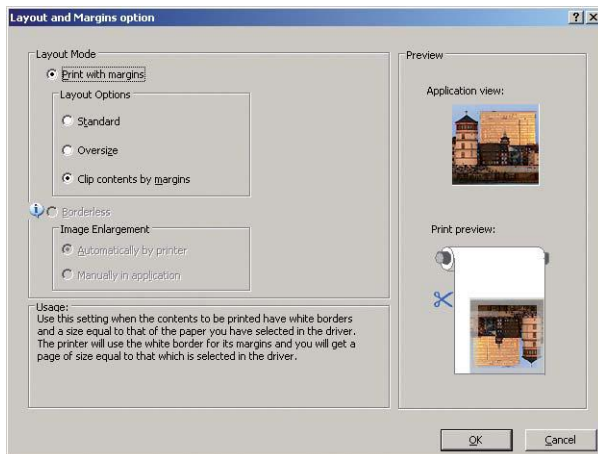 Layout and Margins option
Layout Mode
Print with margins
Layout Options
Standard
Oversize
Clip contents by margins
Borderless
Image Enlargement
Automatically by printer
Manually in application
Usage:
Use this setting when the contents to be printed have white borders
and a size equal to that of the paper you have selected in the driver.
The printer will use the white border for its margins and you will get a
page of size equal to that which is selected in the driver.
Preview
Application view:
Print preview:
OK
Cancel